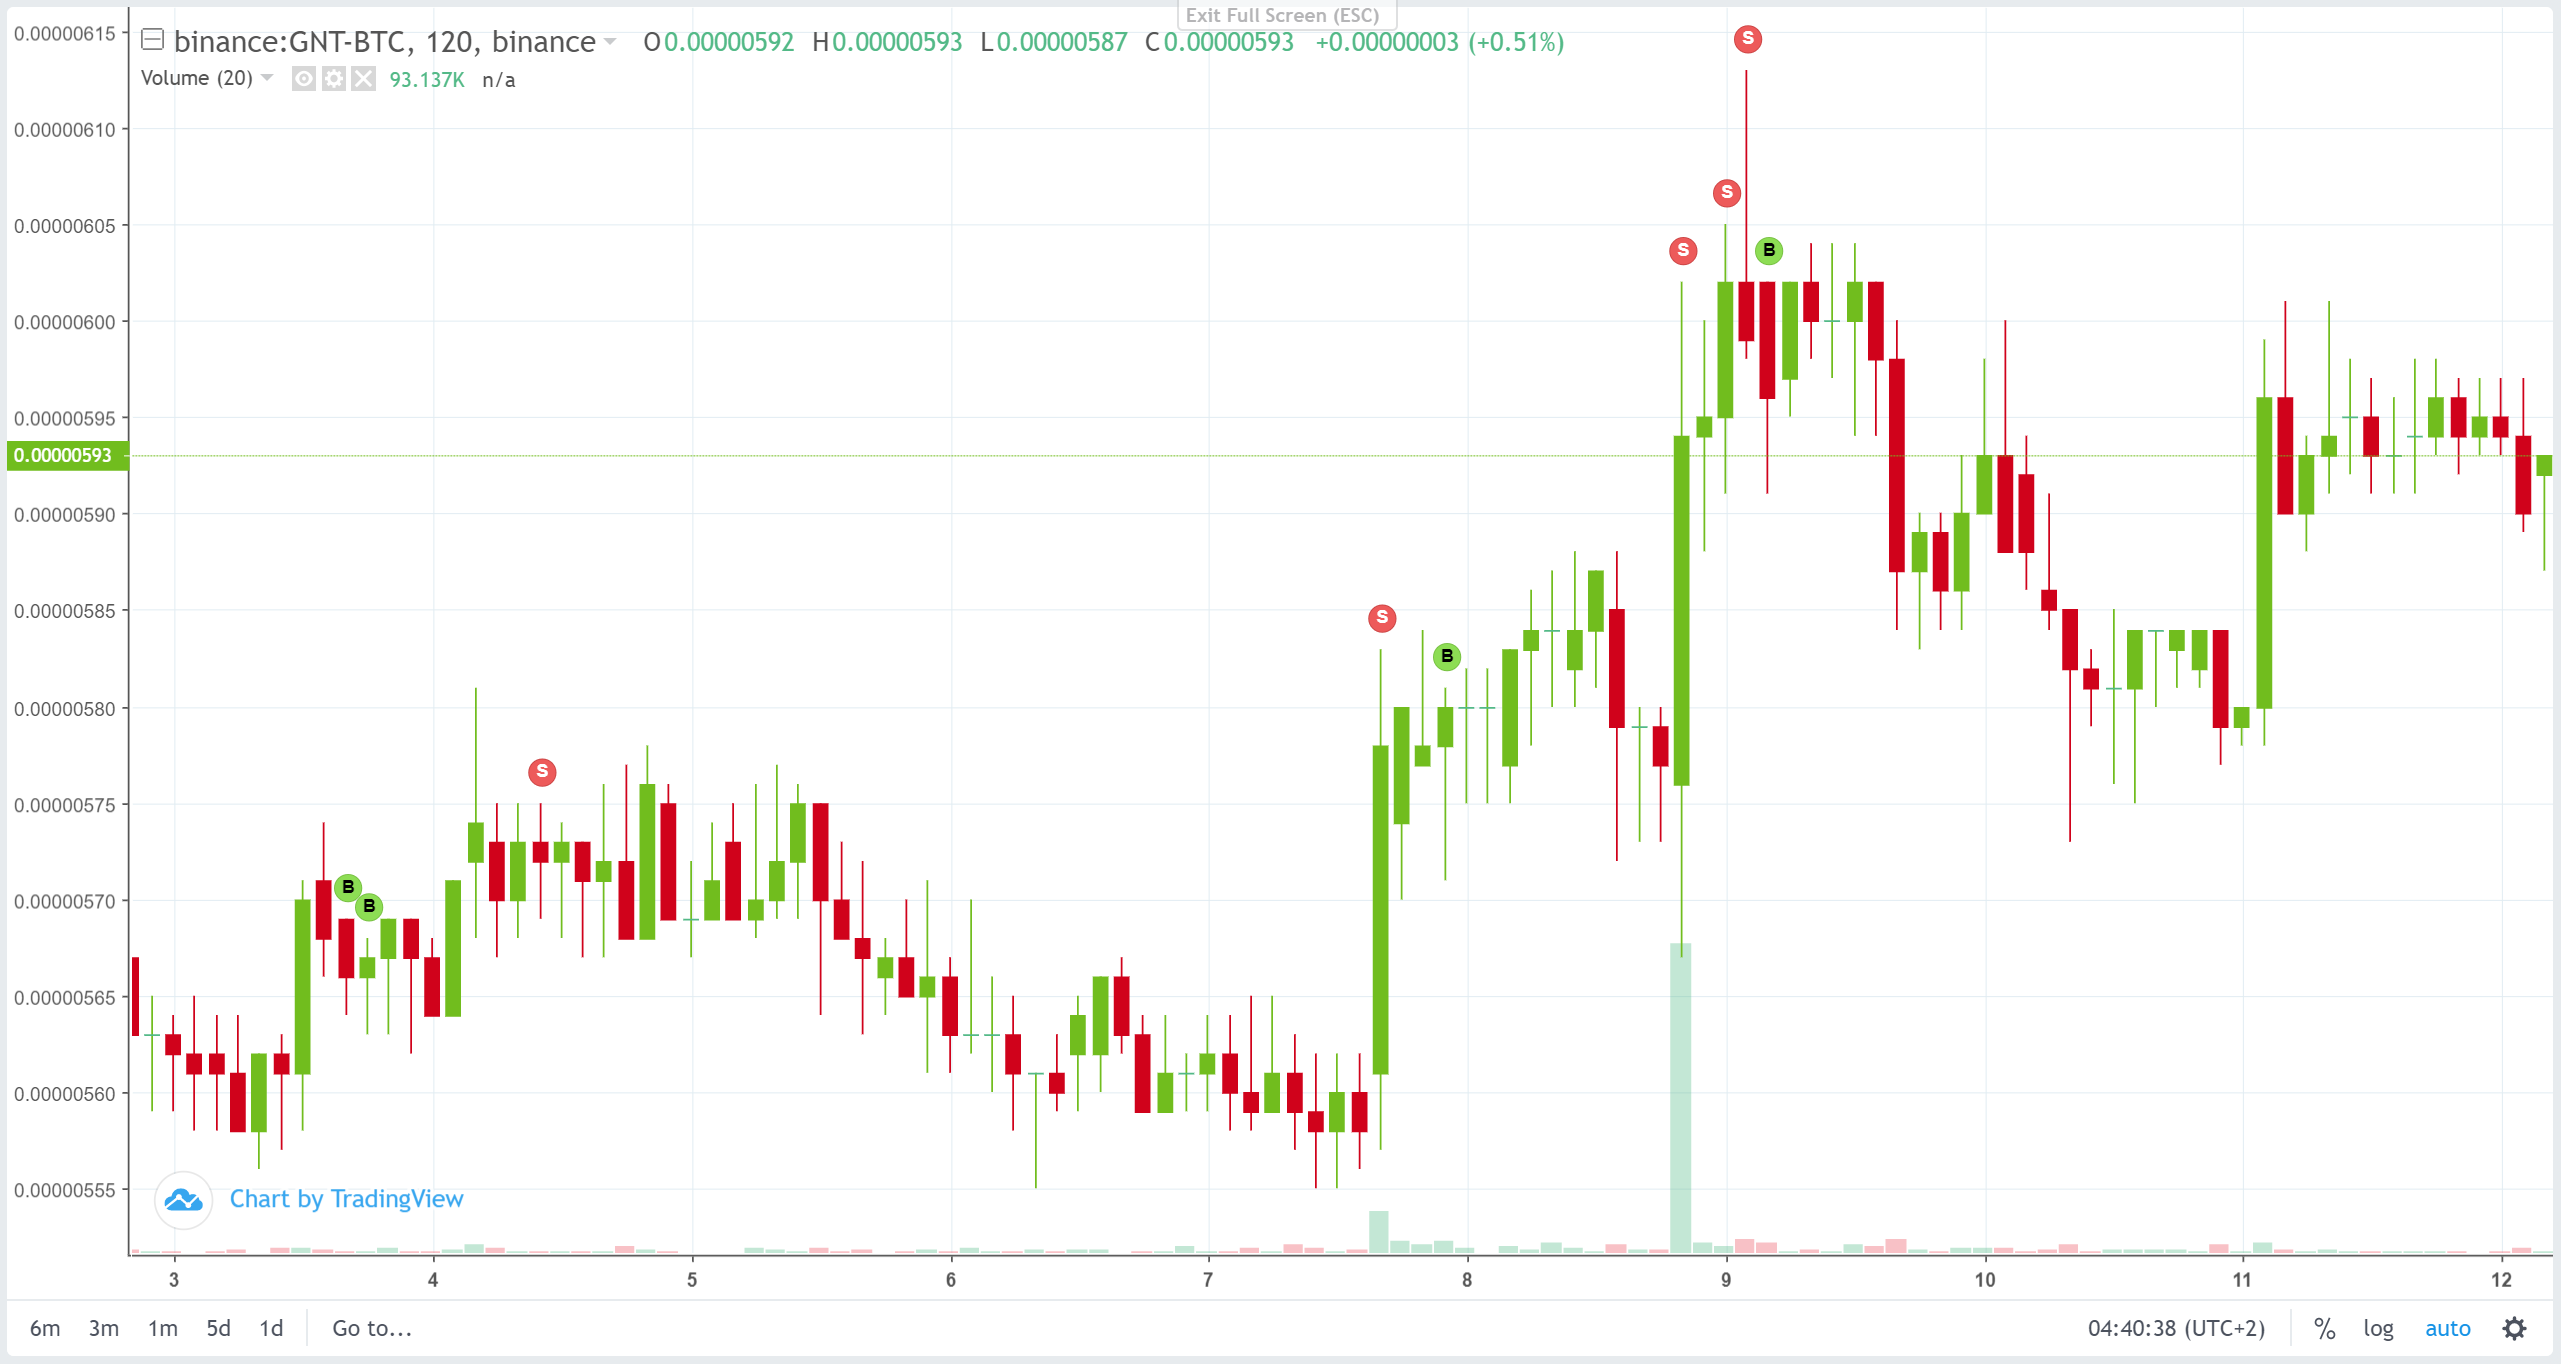 Exit Full Screen (ESC)
binance:GNT-BTC, 120, binance O0.00000592 H0.00000593 L0.00000587 C0.00000593 +0.00000003 (+0.51%)
Volume (20) 93.137K n/a
0.00000615
0.00000610
0.00000605
0.00000600
0.00000595
0.00000593
0.00000590
0.00000585
0.00000580
0.00000575
0.00000570
0.00000565
0.00000560
0.00000555
S
S
S B
S
B
S
B
B
Chart by TradingView
3 4 5 6 7 8 9 10 11 12
6m 3m 1m 5d 1d Go to... 04:40:38 (UTC+2) % log auto